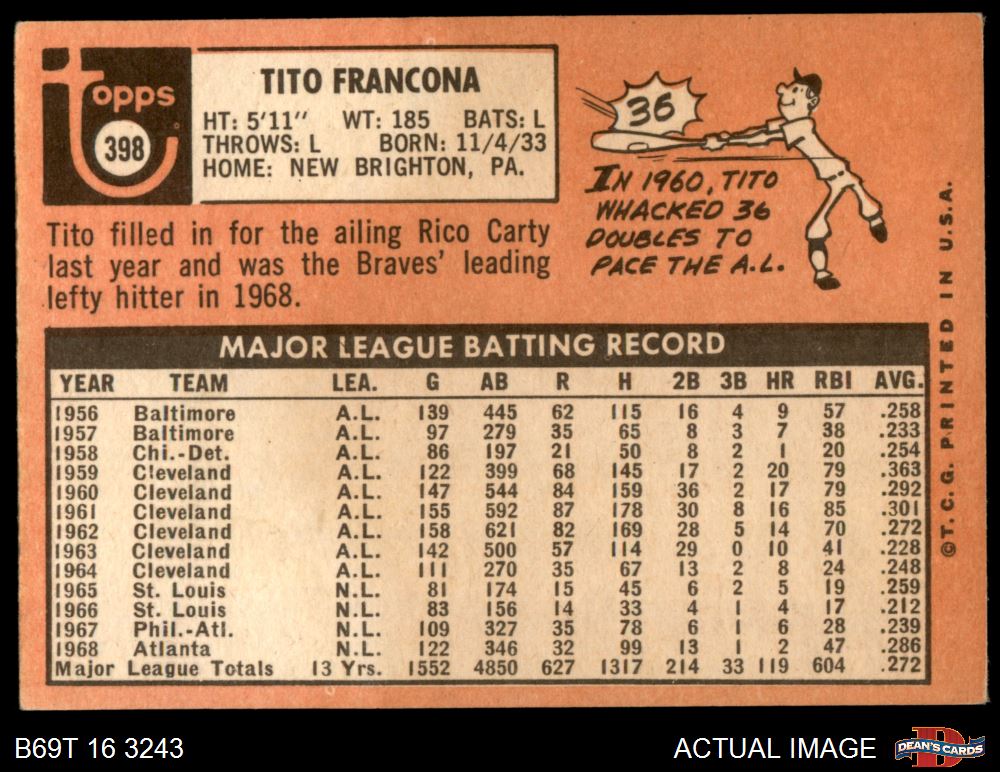 Topps
398
TITO FRANCONA
HT: 5'11" WT: 185 BATS: L
THROWS: L BORN: 11/4/33
HOME: NEW BRIGHTON, PA.
36
IN 1960, TITO
WHACKED 36
DOUBLES TO
PACE THE A.L.
Tito filled in for the ailing Rico Carty
last year and was the Braves' leading
lefty hitter in 1968.
MAJOR LEAGUE BATTING RECORD
YEAR TEAM LEA. G AB R H 2B 3B HR RBI AVG.
1956 Baltimore A.L. 139 445 62 115 16 4 9 57 .258
1957 Baltimore A.L. 97 279 35 65 8 3 7 38 .233
1958 Chi.-Det. A.L. 86 197 21 50 8 2 1 20 .254
1959 Cleveland A.L. 122 399 68 145 17 2 20 79 .363
1960 Cleveland A.L. 147 544 84 159 36 2 17 79 .292
1961 Cleveland A.L. 155 592 87 178 30 8 16 85 .301
1962 Cleveland A.L. 158 621 82 169 28 5 14 70 .272
1963 Cleveland A.L. 142 500 57 114 29 0 10 41 .228
1964 Cleveland A.L. 111 270 35 67 13 2 8 24 .248
1965 St. Louis N.L. 81 174 15 45 6 2 5 19 .259
1966 St. Louis N.L. 83 156 14 33 4 1 4 17 .212
1967 Phil.-Atl. N.L. 109 327 35 78 6 1 6 28 .239
1968 Atlanta N.L. 122 346 32 99 13 1 2 47 .286
Major League Totals 13 Yrs. 1552 4850 627 1317 214 33 119 604 .272
©T. C. G. PRINTED IN U.S.A.
B69T 16 3243
ACTUAL IMAGE
D
DEAN'S CARDS